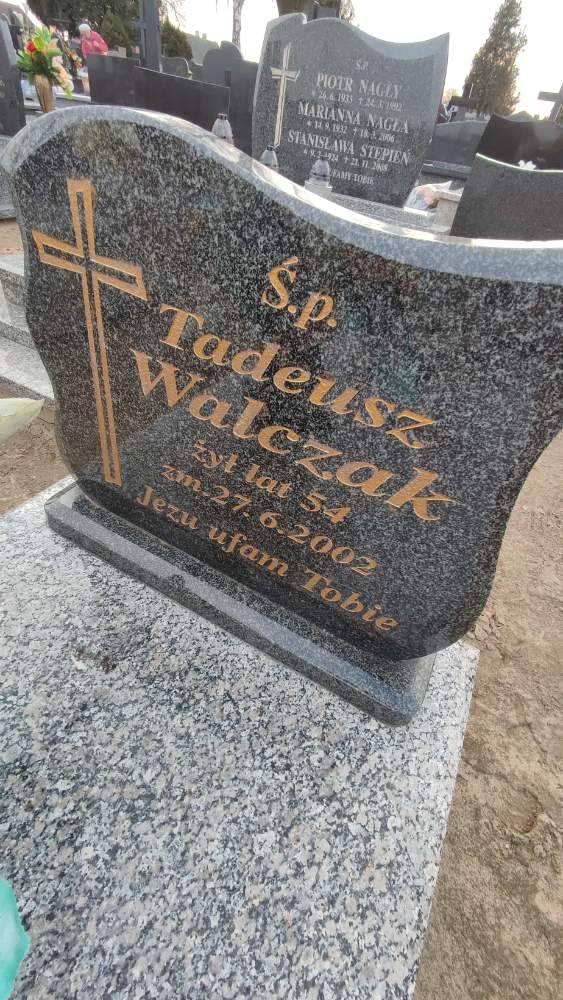 Ś.P.
PIOTR NAGŁY
MARIANNA NAGŁA
STANISŁAWA STĘPIEŃ
Ś.p.
Tadeusz
Walczak
żył lat 54
zm. 27. 6. 2002
Jezu ufam Tobie